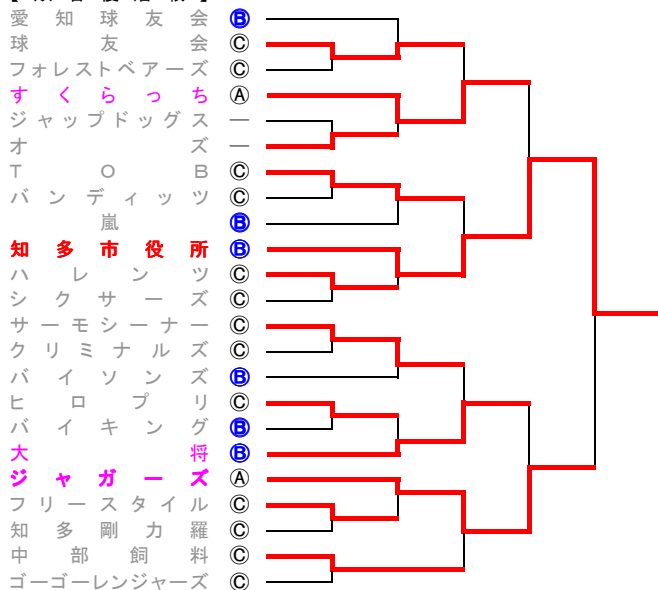 愛知球友会 Ⓑ
球友会 Ⓒ
フォレストベアーズ Ⓒ
すくらっち Ⓐ
ジャップドッグス —
オズ —
TOB Ⓒ
バンディッツ Ⓒ
嵐 Ⓑ
知多市役所 Ⓑ
ハレンツ Ⓒ
シクサーズ Ⓒ
サーモシーナー Ⓒ
クリミナルズ Ⓒ
バイソンズ Ⓑ
ヒロプリ Ⓒ
バイキング Ⓑ
大将 Ⓑ
ジャガーズ Ⓐ
フリースタイル Ⓒ
知多剛力羅 Ⓒ
中部飼料 Ⓒ
ゴーゴーレンジャーズ Ⓒ